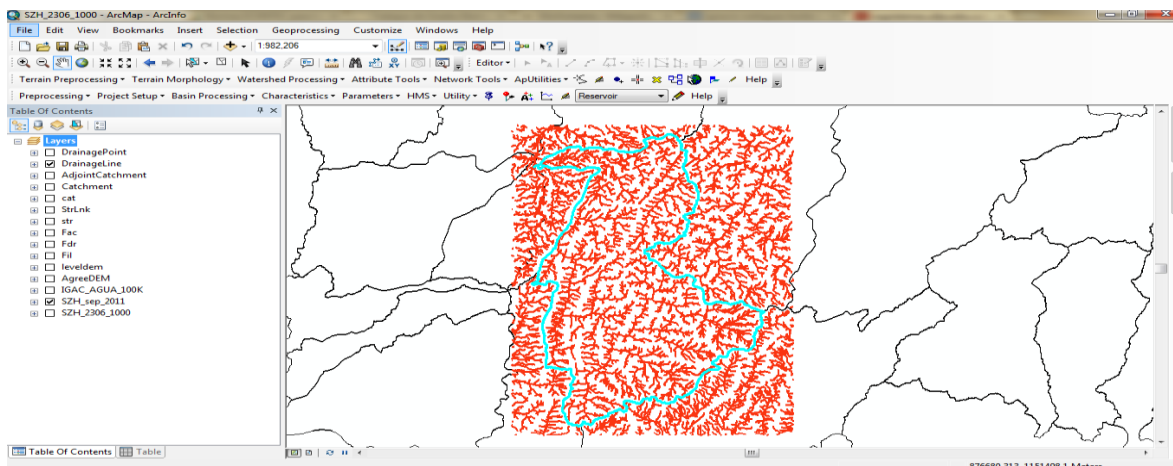 SZH_2306_1000 - ArcMap - ArcInfo
File Edit View Bookmarks Insert Selection Geoprocessing Customize Windows Help
1:982,206
Editor
Terrain Preprocessing Terrain Morphology Watershed Processing Attribute Tools Network Tools ApUtilities Help
Preprocessing Project Setup Basin Processing Characteristics Parameters HMS Utility Reservoir Help
Table Of Contents
Layers
DrainagePoint
DrainageLine
AdjointCatchment
Catchment
cat
StrLnk
str
Fac
Fdr
Fil
leveldem
AgreeDEM
IGAC_AGUA_100K
SZH_sep_2011
SZH_2306_1000
Table Of Contents Table